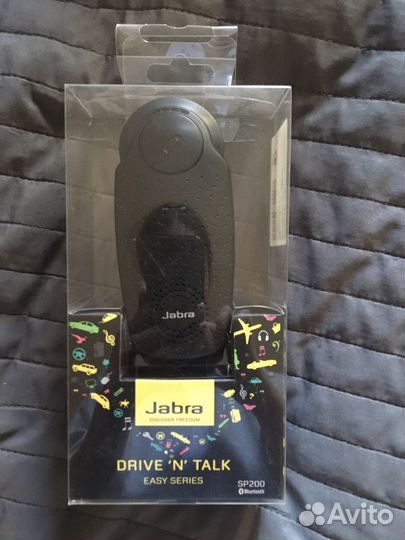 Jabra
Jabra
DISCOVER FREEDOM
DRIVE 'N' TALK
EASY SERIES
SP200
Bluetooth
Avito